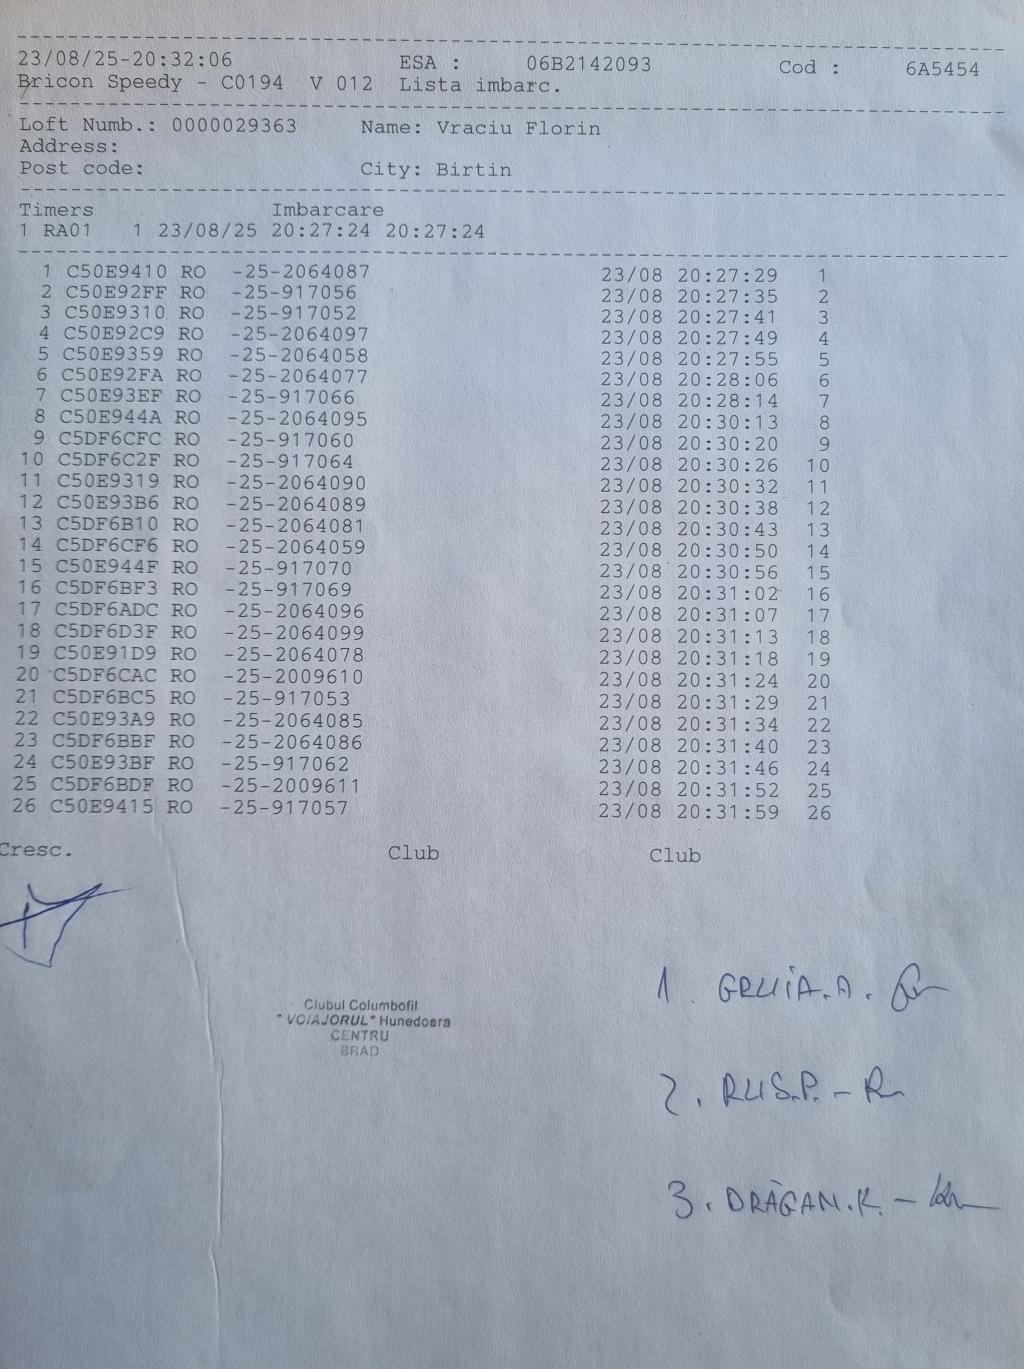 23/08/25-20:32:06 ESA : 06B2142093 Cod : 6A5454
Bricon Speedy - C0194 V 012 Lista imbarc.
Loft Numb.: 0000029363 Name: Vraciu Florin
Address:
Post code: City: Birtin
Timers Imbarcare
1 RA01 1 23/08/25 20:27:24 20:27:24
1 C50E9410 RO -25-2064087 23/08 20:27:29 1
2 C50E92FF RO -25-917056 23/08 20:27:35 2
3 C50E9310 RO -25-917052 23/08 20:27:41 3
4 C50E92C9 RO -25-2064097 23/08 20:27:49 4
5 C50E9359 RO -25-2064058 23/08 20:27:55 5
6 C50E92FA RO -25-2064077 23/08 20:28:06 6
7 C50E93EF RO -25-917066 23/08 20:28:14 7
8 C50E944A RO -25-2064095 23/08 20:30:13 8
9 C5DF6CFC RO -25-917060 23/08 20:30:20 9
10 C5DF6C2F RO -25-917064 23/08 20:30:26 10
11 C50E9319 RO -25-2064090 23/08 20:30:32 11
12 C50E93B6 RO -25-2064089 23/08 20:30:38 12
13 C5DF6B10 RO -25-2064081 23/08 20:30:43 13
14 C5DF6CF6 RO -25-2064059 23/08 20:30:50 14
15 C50E944F RO -25-917070 23/08 20:30:56 15
16 C5DF6BF3 RO -25-917069 23/08 20:31:02 16
17 C5DF6ADC RO -25-2064096 23/08 20:31:07 17
18 C5DF6D3F RO -25-2064099 23/08 20:31:13 18
19 C50E91D9 RO -25-2064078 23/08 20:31:18 19
20 C5DF6CAC RO -25-2009610 23/08 20:31:24 20
21 C5DF6BC5 RO -25-917053 23/08 20:31:29 21
22 C50E93A9 RO -25-2064085 23/08 20:31:34 22
23 C5DF6BBF RO -25-2064086 23/08 20:31:40 23
24 C50E93BF RO -25-917062 23/08 20:31:46 24
25 C5DF6BDF RO -25-2009611 23/08 20:31:52 25
26 C50E9415 RO -25-917057 23/08 20:31:59 26
Cresc. Club Club
Clubul Columbofil
"VOIAJORUL" Hunedoara
CENTRU
BRAD
1. GRUIA.A.
2. RUS.P. -
3. DRĂGAN.K. -